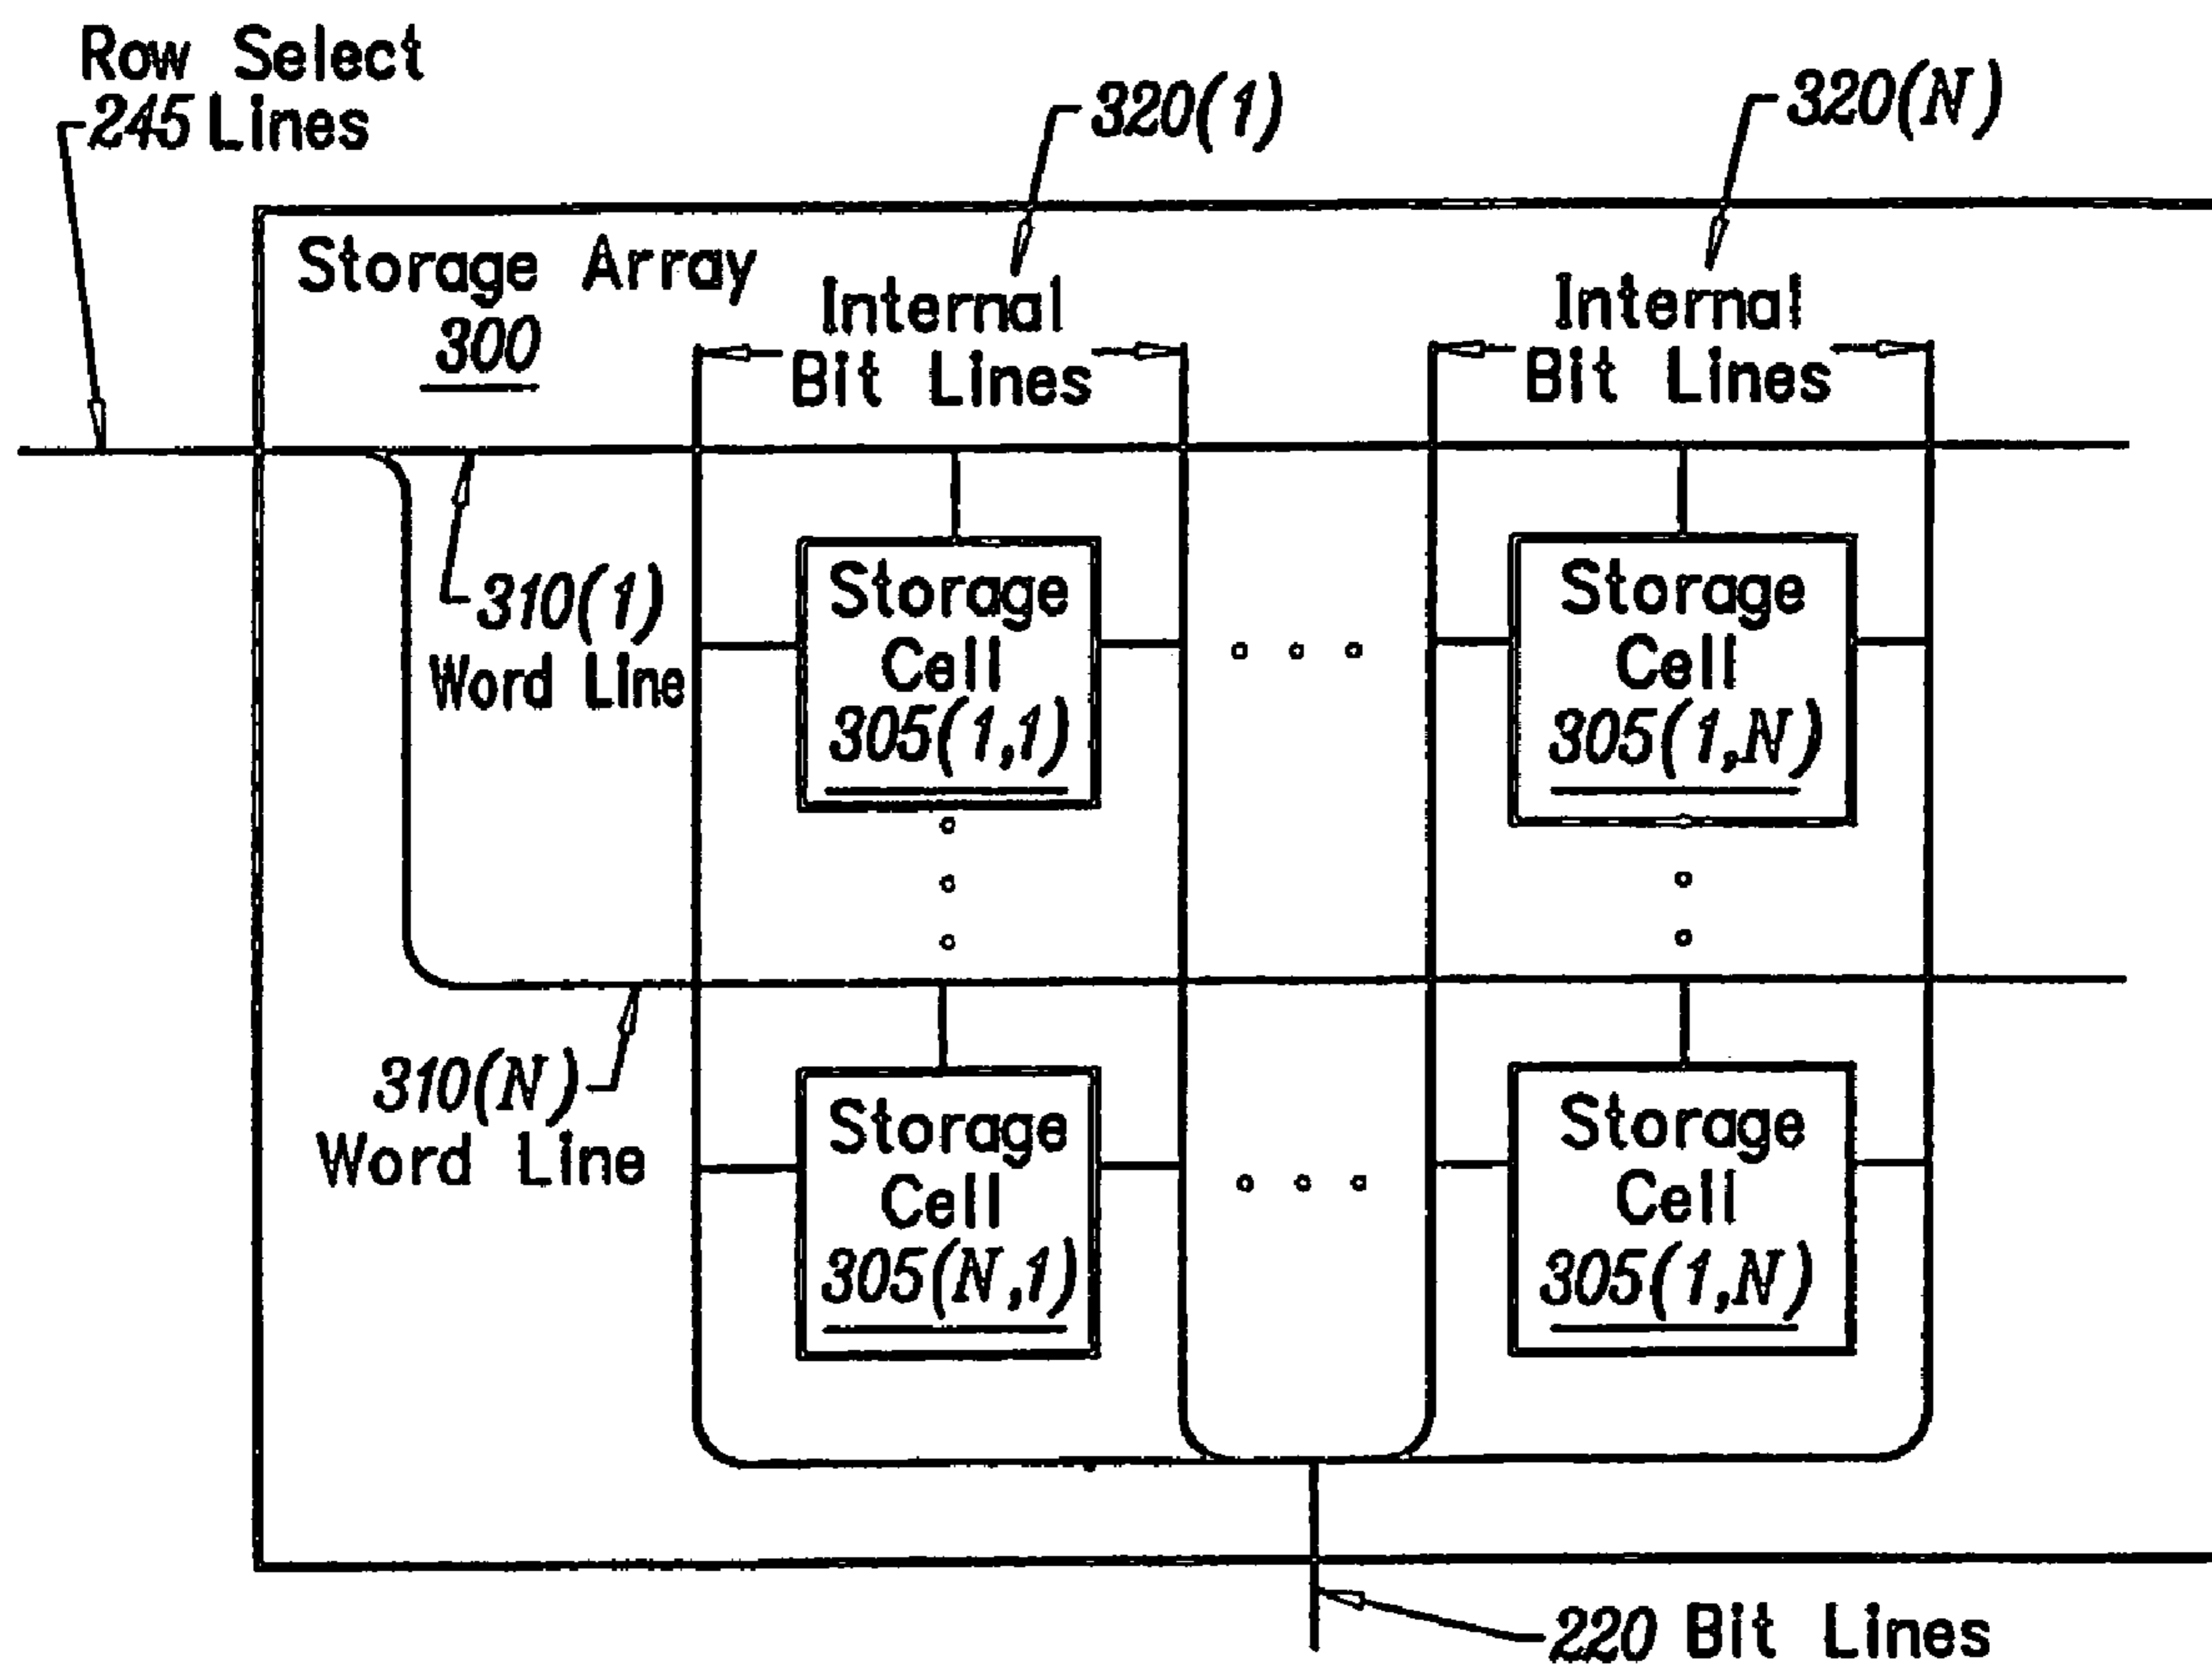 Row Select
245 Lines
320(1)
320(N)
Storage Array
300
Internal
Bit Lines
Internal
Bit Lines
310(1)
Word Line
Storage
Cell
305(1,1)
Storage
Cell
305(1,N)
310(N)
Word Line
Storage
Cell
305(N,1)
Storage
Cell
305(1,N)
220 Bit Lines